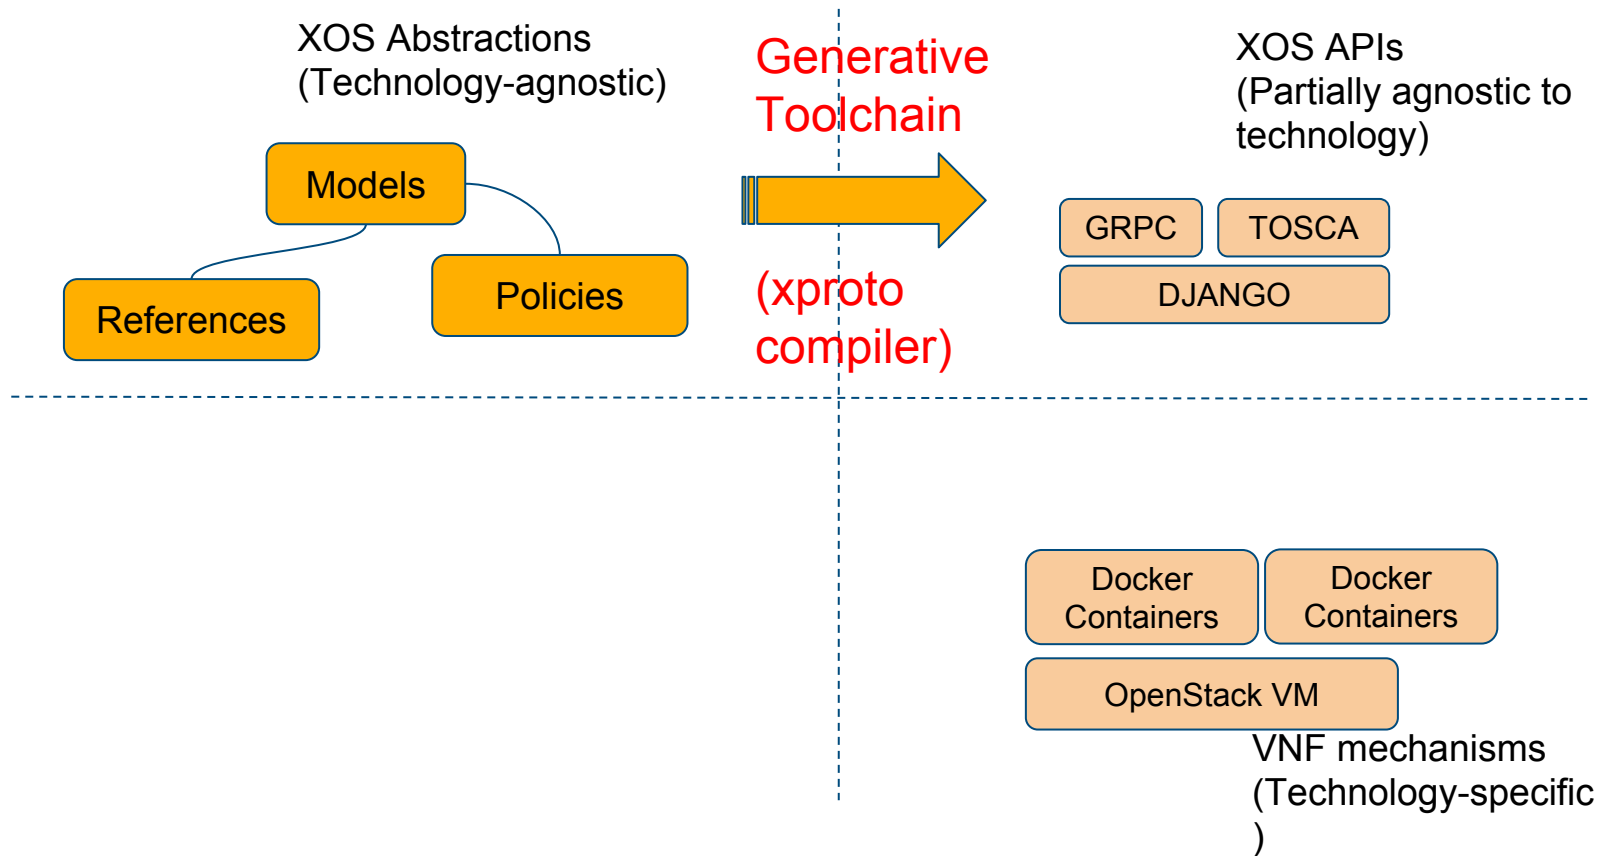 XOS Abstractions
(Technology-agnostic)
Models
References
Policies
Generative
Toolchain
(xproto
compiler)
XOS APIs
(Partially agnostic to
technology)
GRPC
TOSCA
DJANGO
Docker
Containers
Docker
Containers
OpenStack VM
VNF mechanisms
(Technology-specific
)